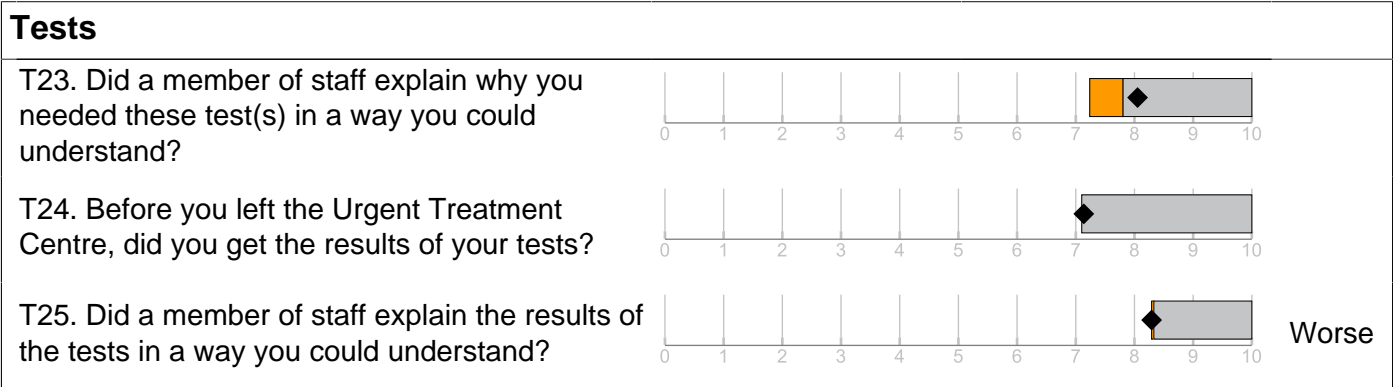 Tests
T23. Did a member of staff explain why you
needed these test(s) in a way you could
understand?
0 1 2 3 4 5 6 7 8 9 10
T24. Before you left the Urgent Treatment
Centre, did you get the results of your tests?
0 1 2 3 4 5 6 7 8 9 10
T25. Did a member of staff explain the results of
the tests in a way you could understand?
0 1 2 3 4 5 6 7 8 9 10
Worse